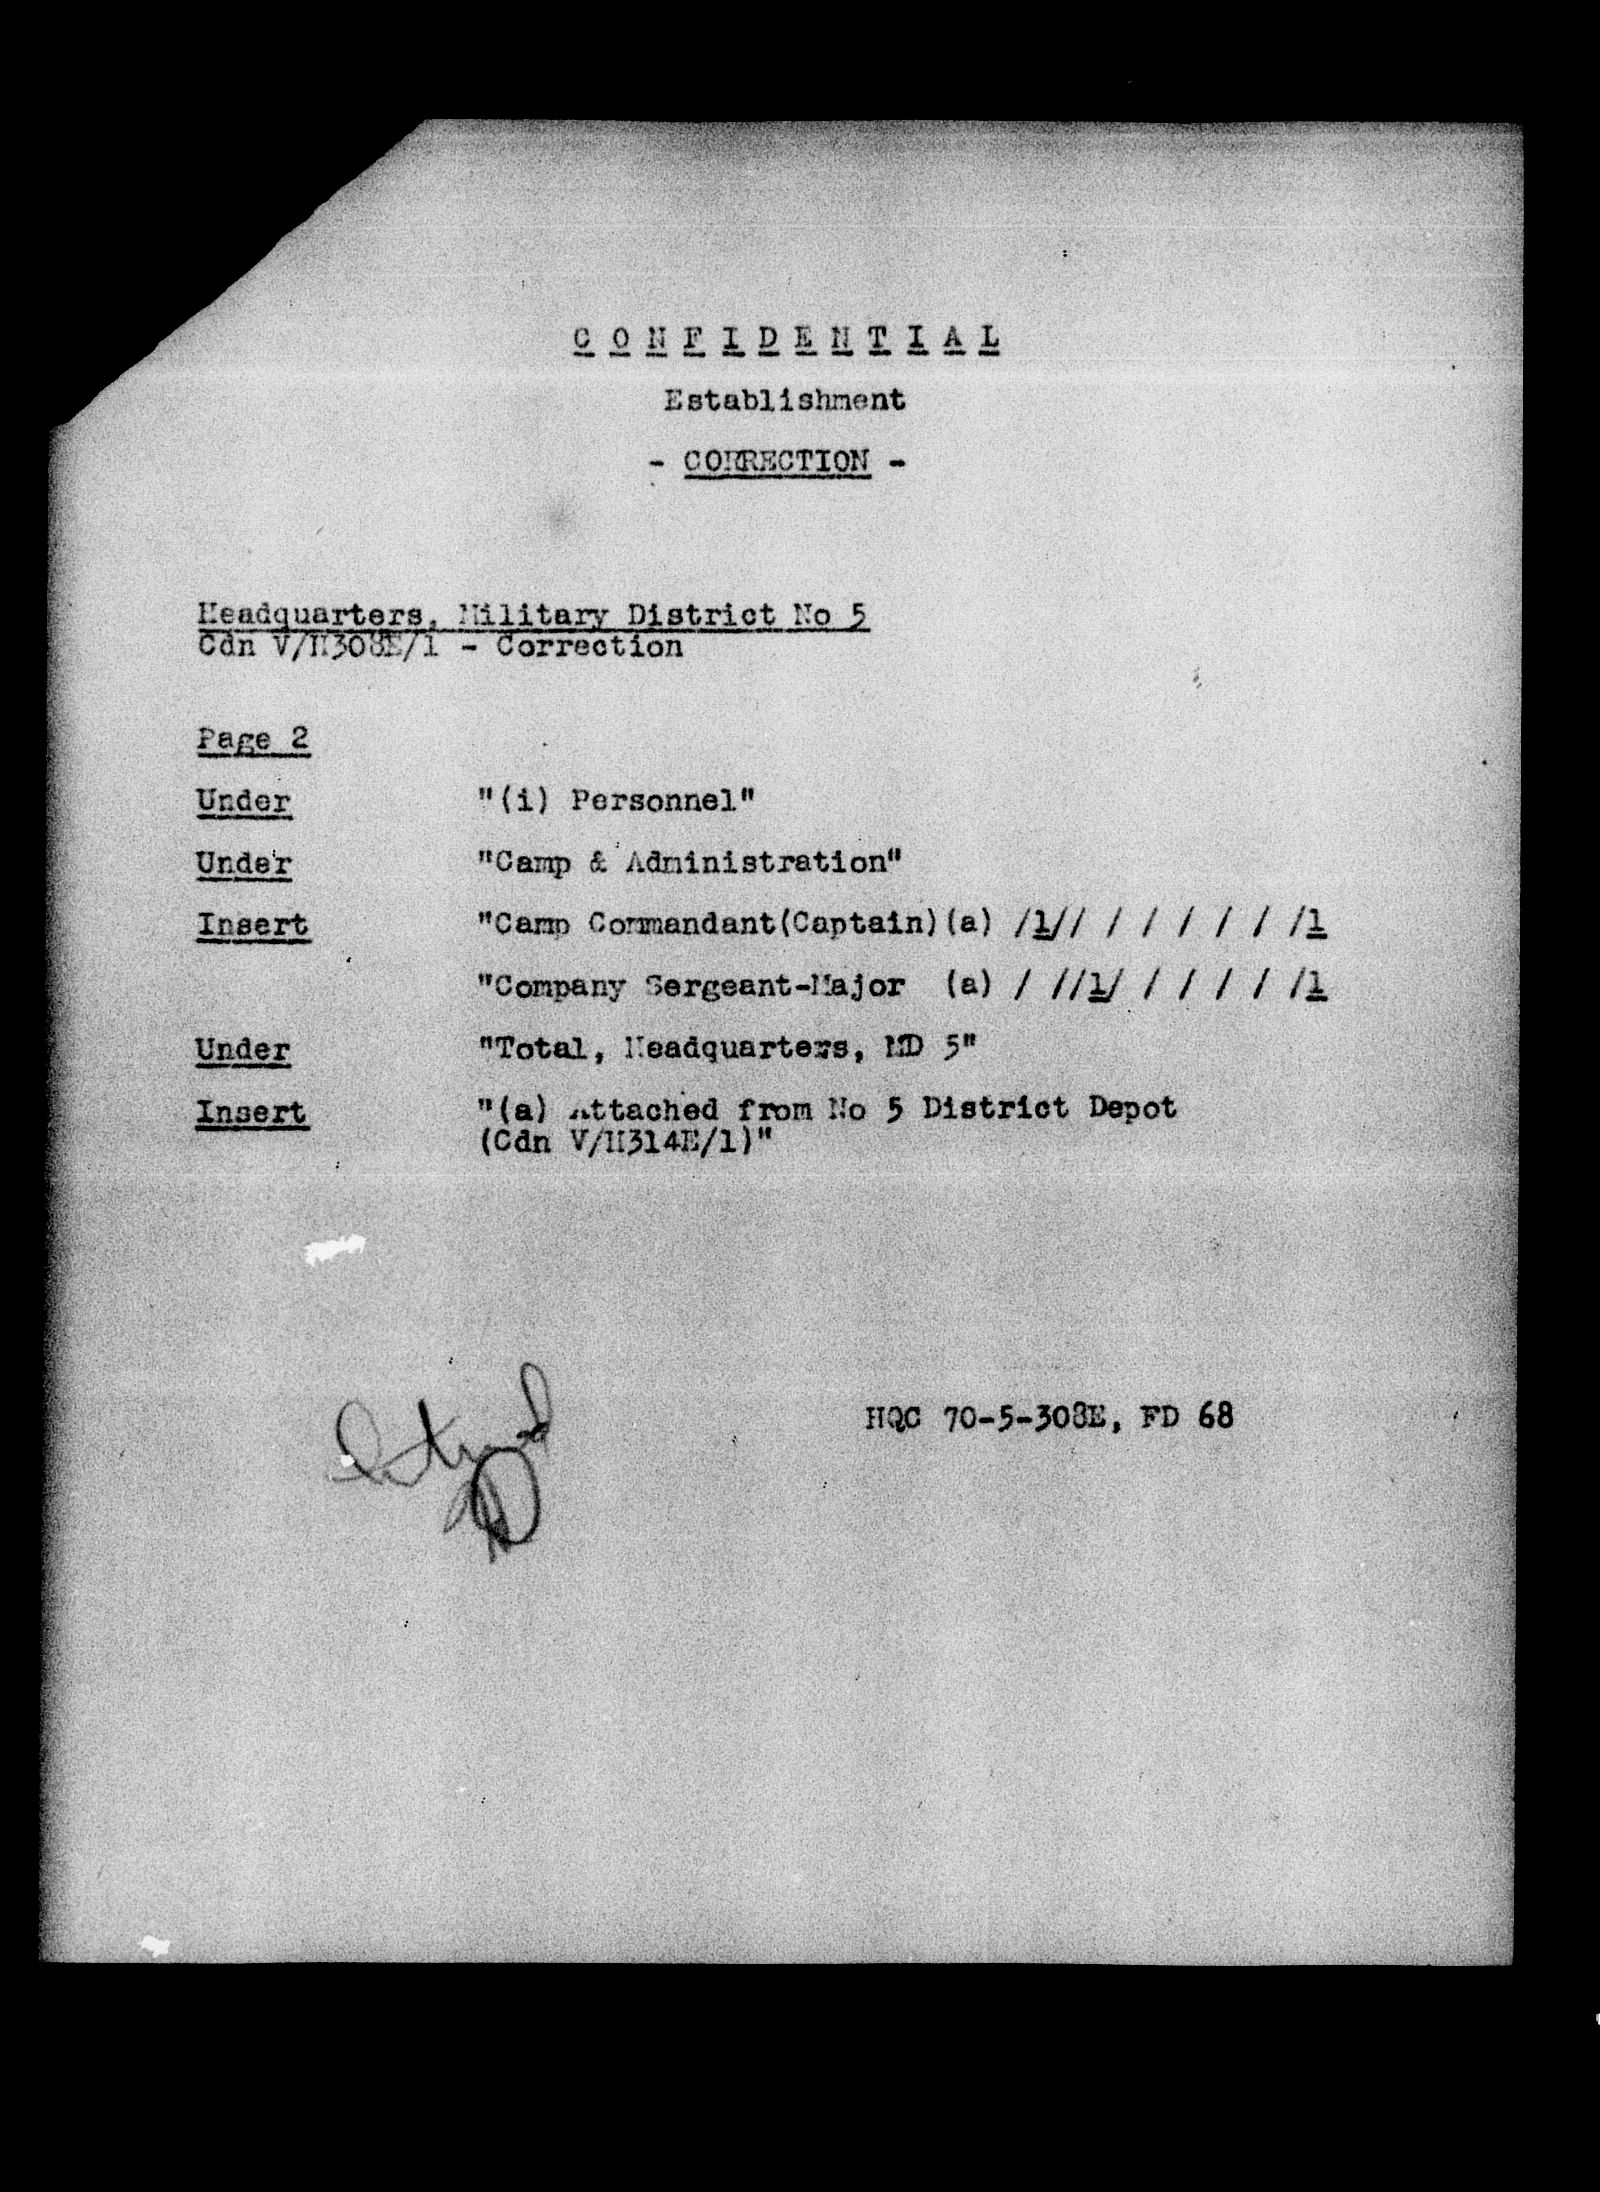 C O N F I D E N T I A L
Establishment
- CORRECTION -
Headquarters, Military District No 5
Cdn V/H308E/1 - Correction
Page 2
Under "(i) Personnel"
Under "Camp & Administration"
Insert "Camp Commandant(Captain)(a) /1// / / / / / /1
"Company Sergeant-Major (a) / //1/ / / / / /1
Under "Total, Headquarters, MD 5"
Insert "(a) Attached from No 5 District Depot
(Cdn V/H314E/1)"
HQC 70-5-308E, FD 68